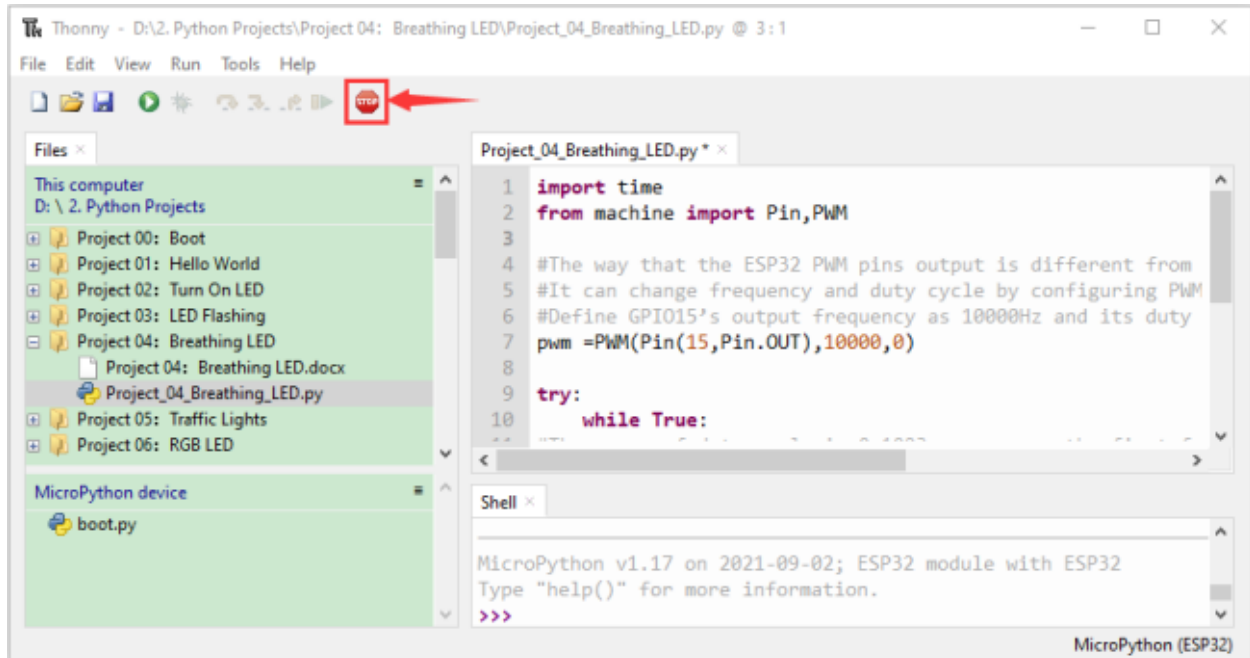 Thonny - D:\2. Python Projects\Project 04: Breathing LED\Project_04_Breathing_LED.py @ 3:1
File Edit View Run Tools Help
STOP
Files
This computer
D: \ 2. Python Projects
Project 00: Boot
Project 01: Hello World
Project 02: Turn On LED
Project 03: LED Flashing
Project 04: Breathing LED
Project 04: Breathing LED.docx
Project_04_Breathing_LED.py
Project 05: Traffic Lights
Project 06: RGB LED
MicroPython device
boot.py
Project_04_Breathing_LED.py *
1 import time
2 from machine import Pin,PWM
3
4 #The way that the ESP32 PWM pins output is different from
5 #It can change frequency and duty cycle by configuring PWM
6 #Define GPIO15’s output frequency as 10000Hz and its duty
7 pwm =PWM(Pin(15,Pin.OUT),10000,0)
8
9 try:
10 while True:
Shell
MicroPython v1.17 on 2021-09-02; ESP32 module with ESP32
Type "help()" for more information.
>>>
MicroPython (ESP32)